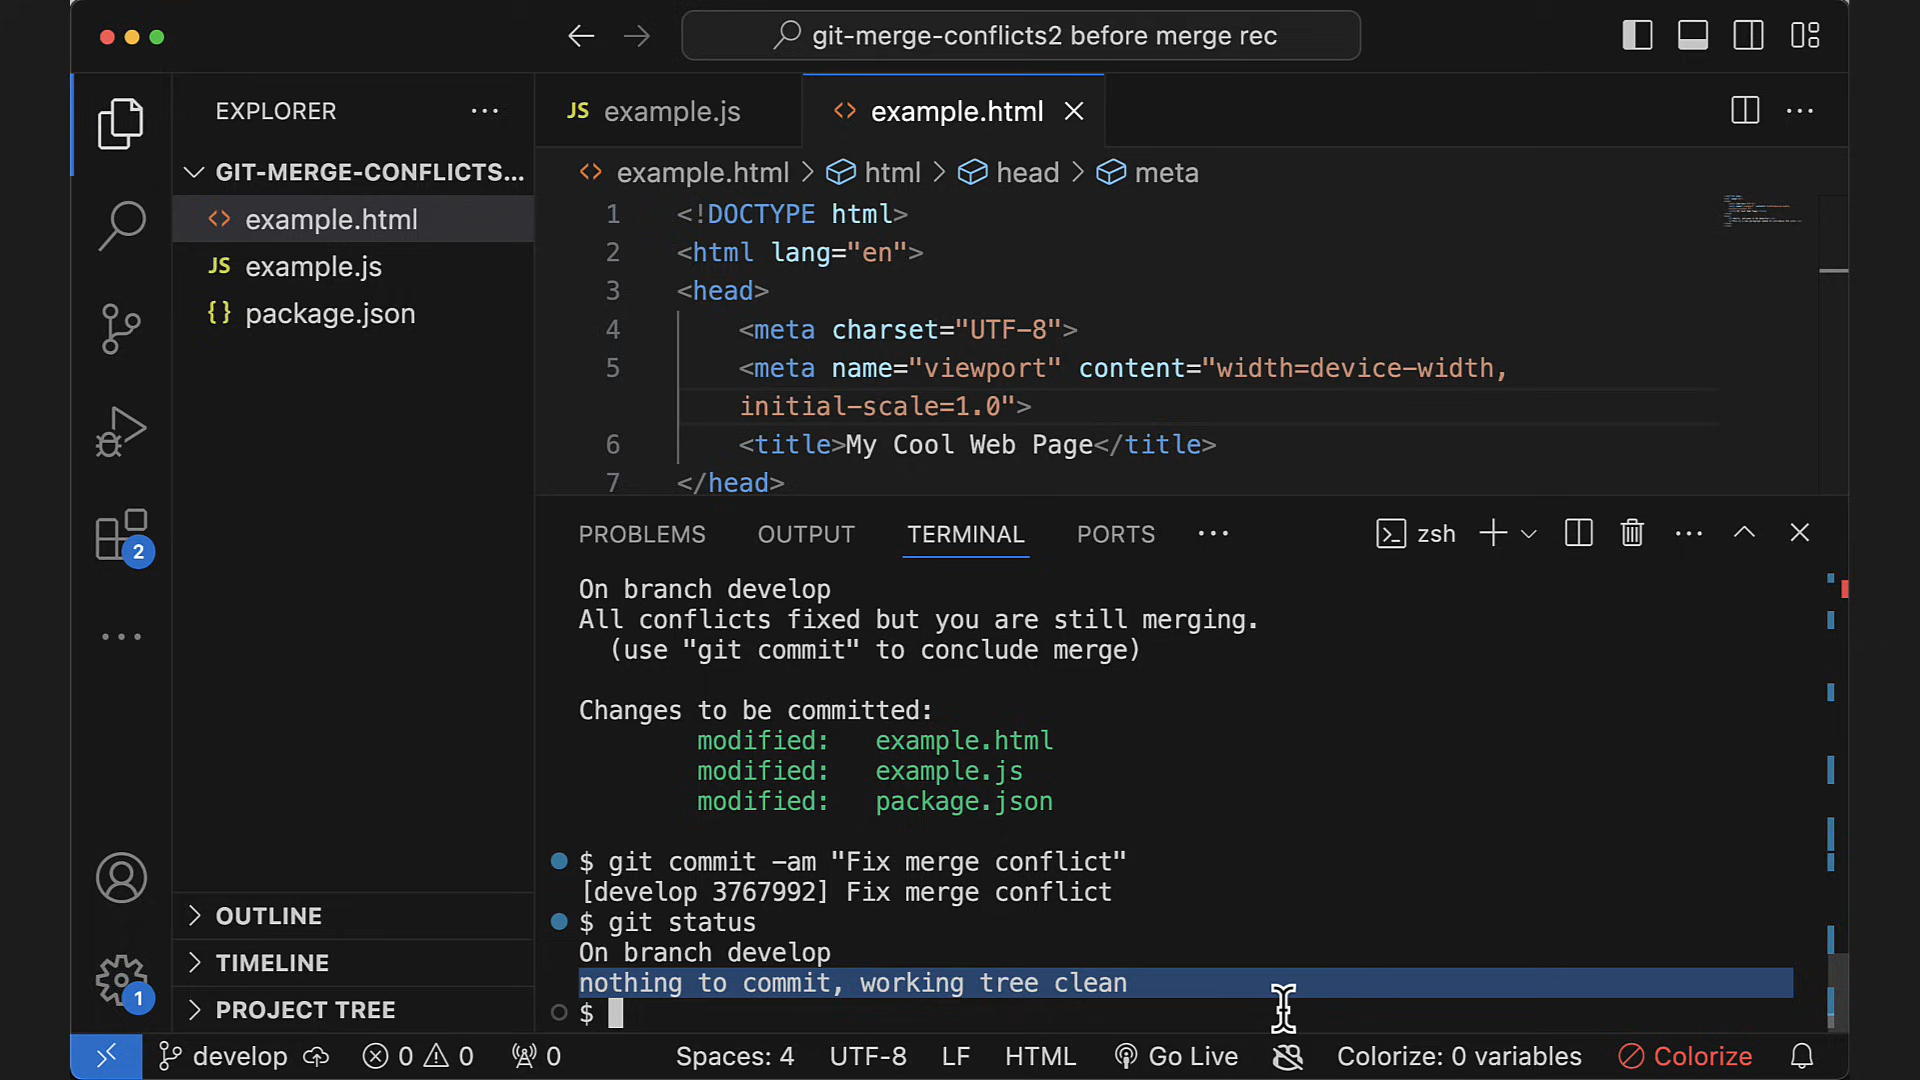 git-merge-conflicts2 before merge rec
EXPLORER
GIT-MERGE-CONFLICTS...
example.html
JS example.js
{} package.json
2
1
OUTLINE
TIMELINE
PROJECT TREE
JS example.js
<> example.html
<> example.html > html > head > meta
1 <!DOCTYPE html>
2 <html lang="en">
3 <head>
4 <meta charset="UTF-8">
5 <meta name="viewport" content="width=device-width,
initial-scale=1.0">
6 <title>My Cool Web Page</title>
7 </head>
PROBLEMS OUTPUT TERMINAL PORTS ... zsh
On branch develop
All conflicts fixed but you are still merging.
(use "git commit" to conclude merge)
Changes to be committed:
modified: example.html
modified: example.js
modified: package.json
$ git commit -am "Fix merge conflict"
[develop 3767992] Fix merge conflict
$ git status
On branch develop
nothing to commit, working tree clean
$
develop 0 0 0 Spaces: 4 UTF-8 LF HTML Go Live Colorize: 0 variables Colorize